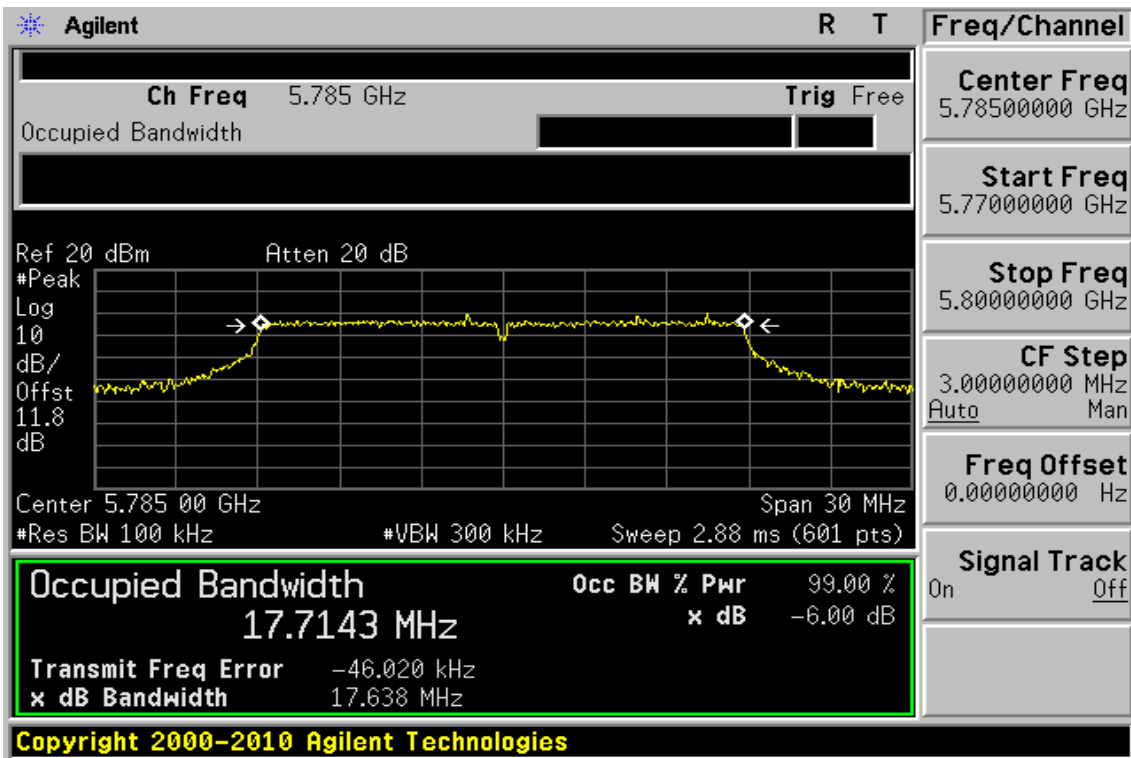 Agilent R T
Freq/Channel
Ch Freq 5.785 GHz Trig Free
Occupied Bandwidth
Center Freq
5.78500000 GHz
Start Freq
5.77000000 GHz
Stop Freq
5.80000000 GHz
CF Step
3.00000000 MHz
Auto Man
Freq Offset
0.00000000 Hz
Signal Track
On Off
Ref 20 dBm Atten 20 dB
#Peak
Log
10
dB/
Offst
11.8
dB
Center 5.785 00 GHz Span 30 MHz
#Res BW 100 kHz #VBW 300 kHz Sweep 2.88 ms (601 pts)
Occupied Bandwidth
17.7143 MHz
Occ BW % Pwr 99.00 %
x dB -6.00 dB
Transmit Freq Error -46.020 kHz
x dB Bandwidth 17.638 MHz
Copyright 2000-2010 Agilent Technologies